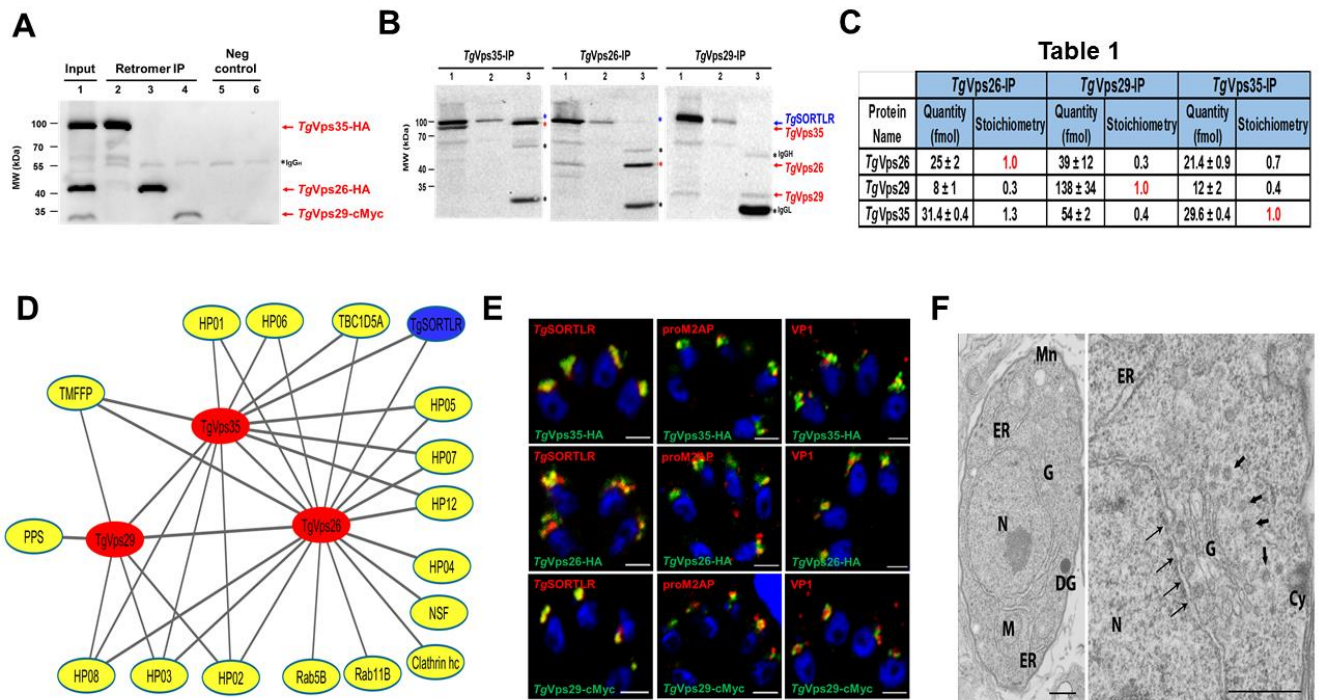 A
Input Retromer IP Neg control
1 2 3 4 5 6
MW (kDa)
100
70
55
40
35
TgVps35-HA
IgGH
TgVps26-HA
TgVps29-cMyc
B
TgVps35-IP TgVps26-IP TgVps29-IP
1 2 3 1 2 3 1 2 3
MW (kDa)
100
70
55
40
35
TgSORTLR
TgVps35
IgGH
TgVps26
TgVps29
IgGL
C
Table 1
TgVps26-IP TgVps29-IP TgVps35-IP
Protein Name Quantity (fmol) Stoichiometry Quantity (fmol) Stoichiometry Quantity (fmol) Stoichiometry
TgVps26 25 ± 2 1.0 39 ± 12 0.3 21.4 ± 0.9 0.7
TgVps29 8 ± 1 0.3 138 ± 34 1.0 12 ± 2 0.4
TgVps35 31.4 ± 0.4 1.3 54 ± 2 0.4 29.6 ± 0.4 1.0
D
HP01 HP06 TBC1D5A TgSORTLR
TMFFP
HP05
TgVps35
HP07
HP12
TgVps26
PPS TgVps29
HP04
NSF
HP08 HP03 HP02 Rab5B Rab11B Clathrin hc
E
TgSORTLR proM2AP VP1
TgVps35-HA TgVps35-HA TgVps35-HA
TgSORTLR proM2AP VP1
TgVps26-HA TgVps26-HA TgVps26-HA
TgSORTLR proM2AP VP1
TgVps29-cMyc TgVps29-cMyc TgVps29-cMyc
F
Mn
ER
G
N
DG
M
ER
ER
G
N
Cy